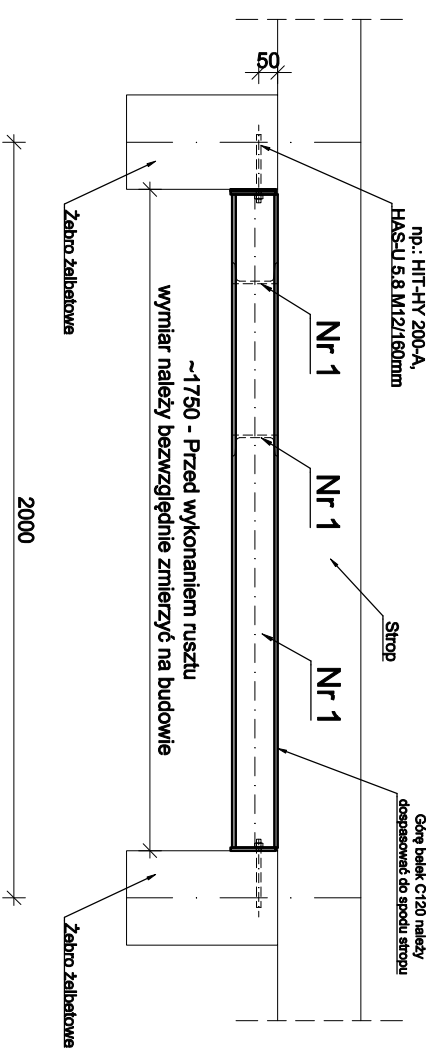 np.: HIT-HY 200-A,
HAS-U 5.8 M12/160mm
Strop
Górę belek C120 należy
dospasować do spodu stropu
50
Nr 1
Nr 1
Nr 1
~1750 - Przed wykonaniem rusztu
wymiar należy bezwzględnie zmierzyć na budowie
Żebro żelbetowe
Żebro żelbetowe
2000